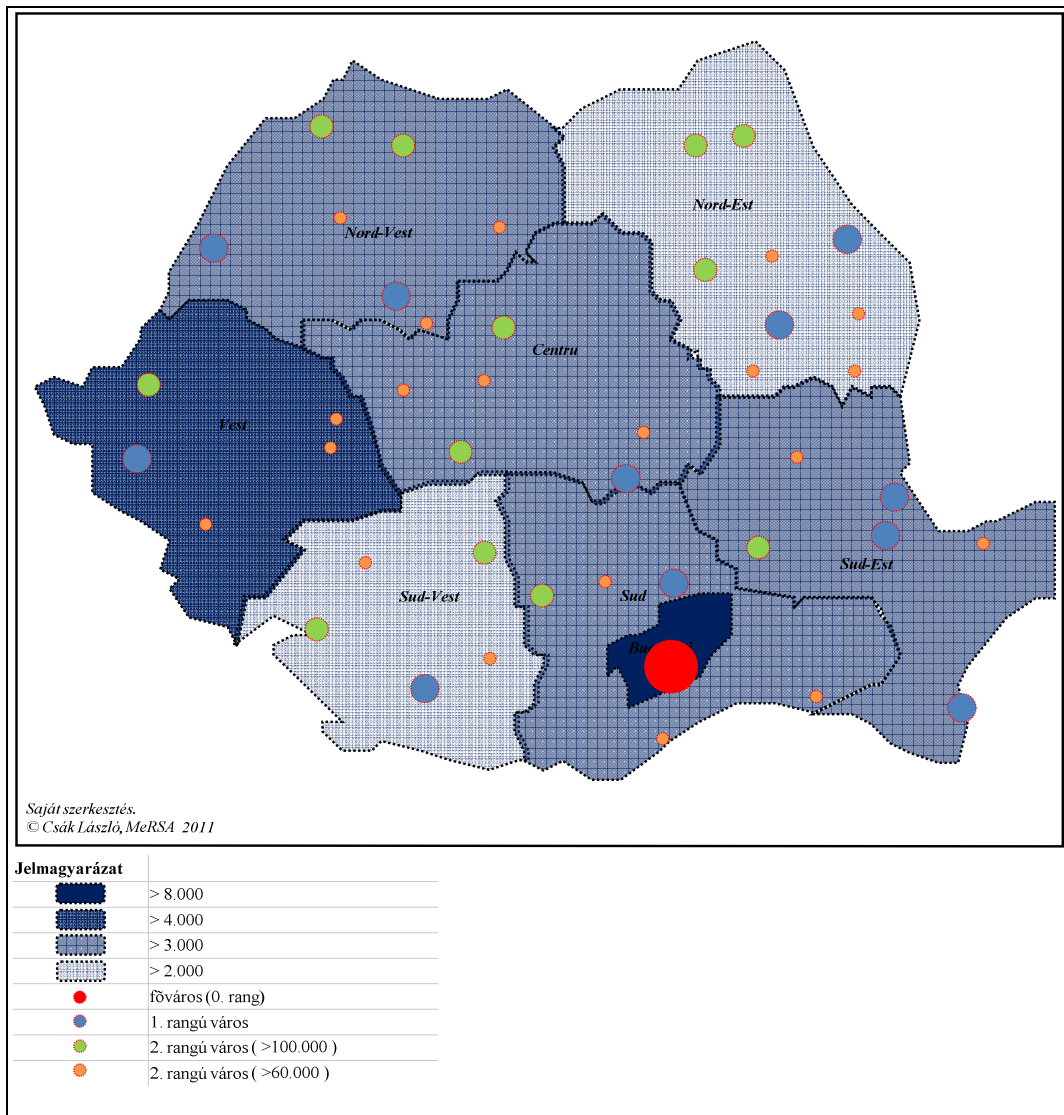 Nord-Est
Nord-Vest
Centru
Vest
Sud-Est
Sud-Vest
Sud
Saját szerkesztés.
© Csák László, MeRSA 2011
Jelmagyarázat
> 8.000
> 4.000
> 3.000
> 2.000
fõváros (0. rang)
1. rangú város
2. rangú város ( >100.000 )
2. rangú város ( >60.000 )